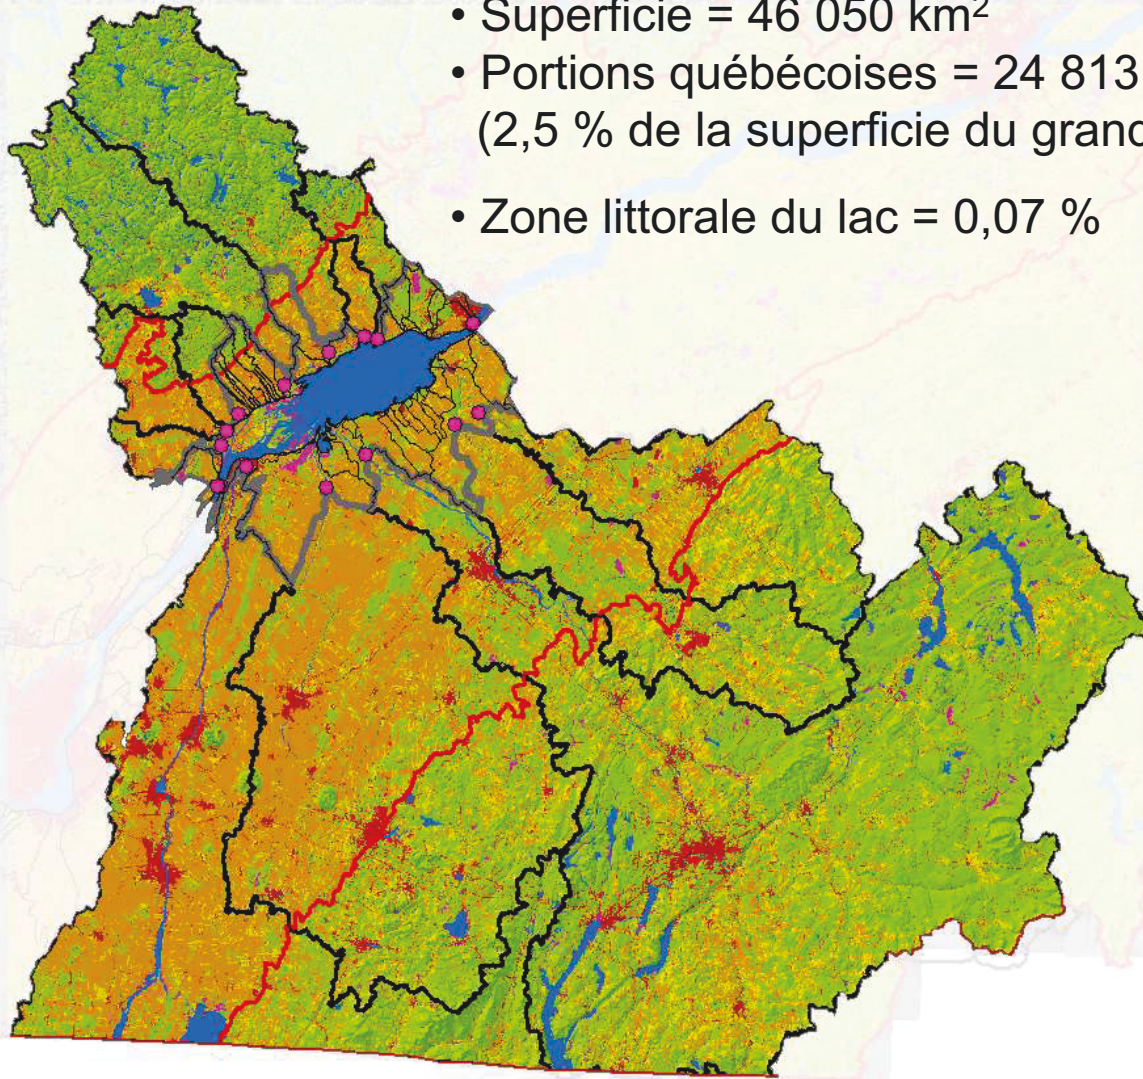 • Superficie = 46 050 km²
• Portions québécoises = 24 813
(2,5 % de la superficie du grand
• Zone littorale du lac = 0,07 %